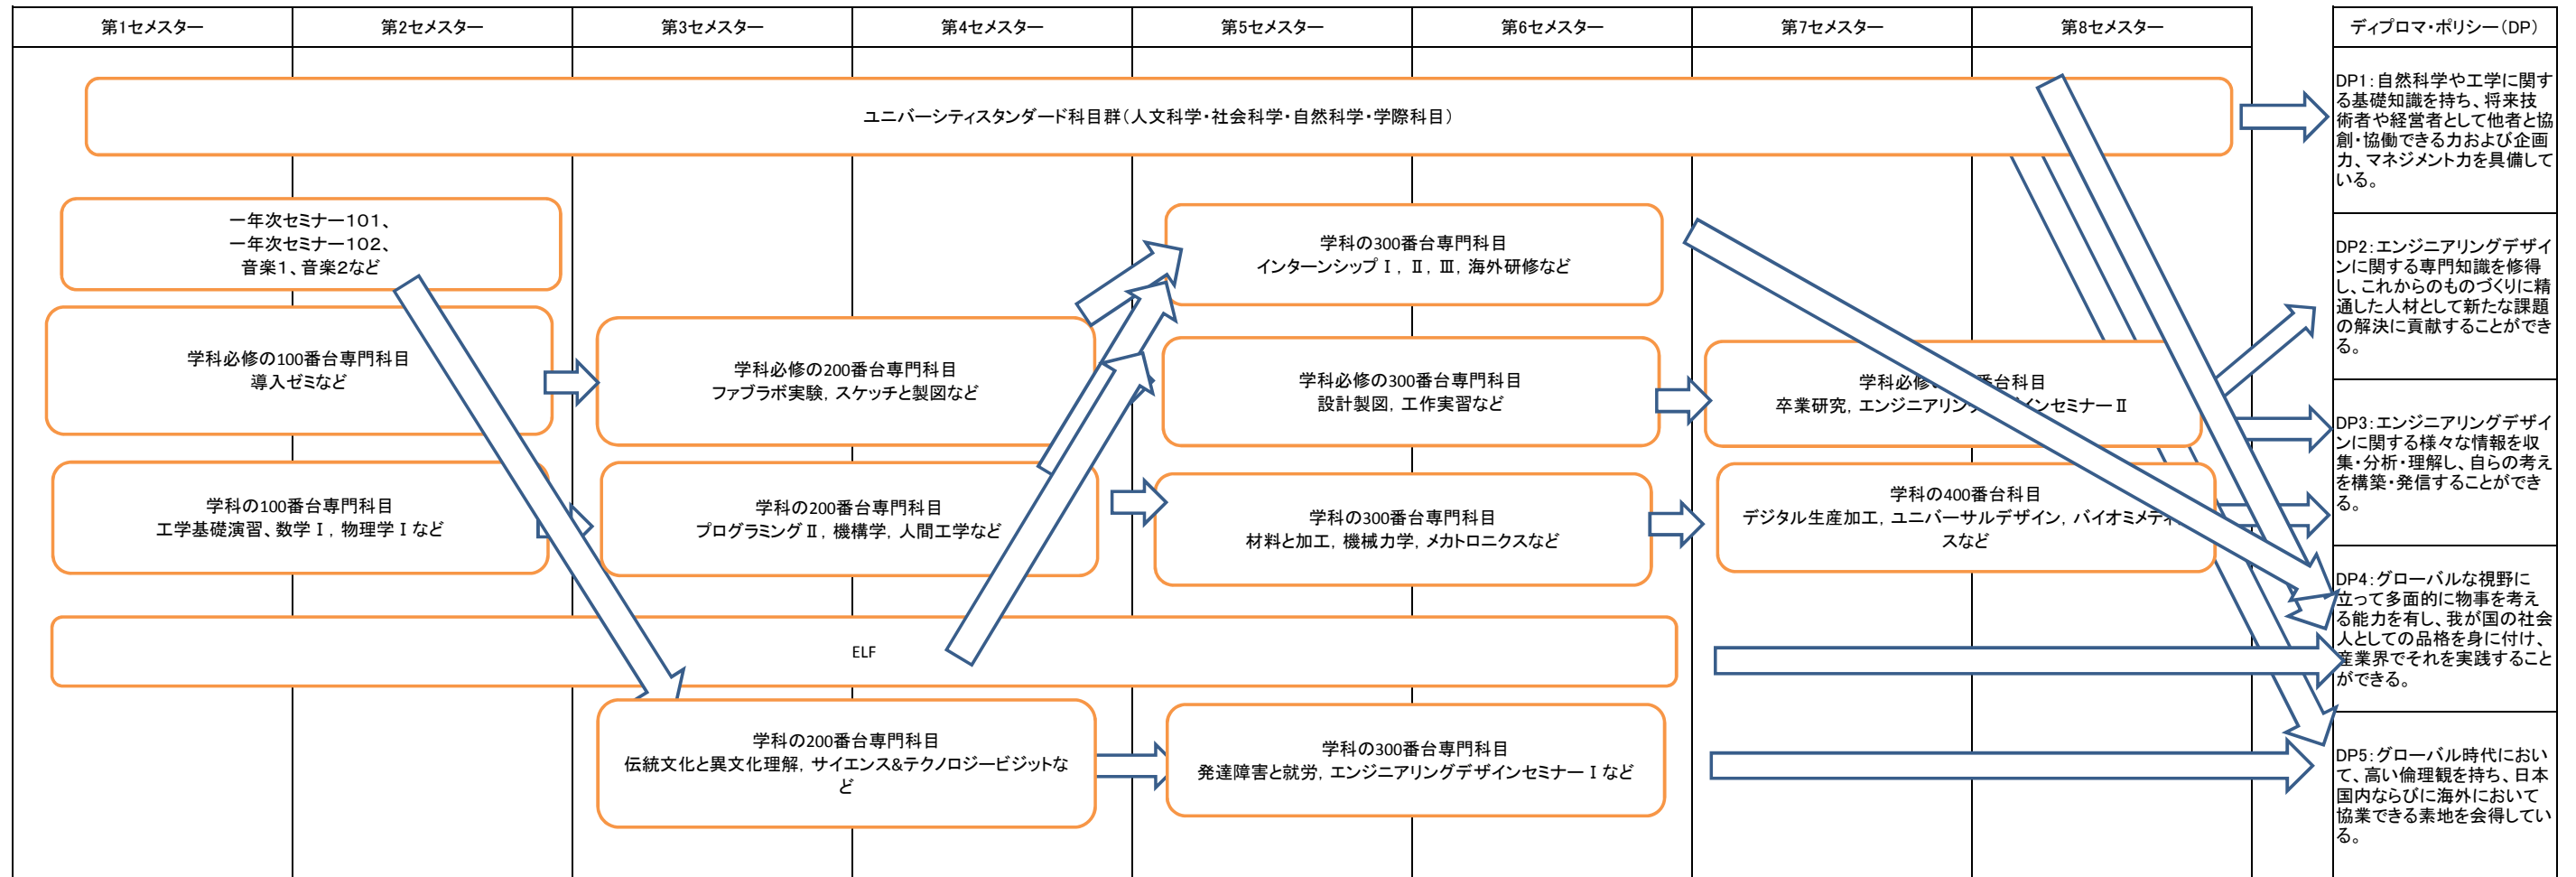 第1セメスター
第2セメスター
第3セメスター
第4セメスター
第5セメスター
第6セメスター
第7セメスター
第8セメスター
ディプロマ・ポリシー(DP)
ユニバーシティスタンダード科目群(人文科学・社会科学・自然科学・学際科目)
一年次セミナー101、
一年次セミナー102、
音楽1、音楽2など
学科必修の100番台専門科目
導入ゼミなど
学科の100番台専門科目
工学基礎演習、数学Ⅰ, 物理学Ⅰなど
学科必修の200番台専門科目
ファブラボ実験, スケッチと製図など
学科の200番台専門科目
プログラミングⅡ, 機構学, 人間工学など
学科の300番台専門科目
インターンシップⅠ, Ⅱ, Ⅲ, 海外研修など
学科必修の300番台専門科目
設計製図, 工作実習など
学科の300番台専門科目
材料と加工, 機械力学, メカトロニクスなど
学科必修 番台科目
卒業研究, エンジニアリング インセミナーⅡ
学科の400番台科目
デジタル生産加工, ユニバーサルデザイン, バイオミメティ
スなど
ELF
学科の200番台専門科目
伝統文化と異文化理解, サイエンス&テクノロジービジットな
ど
学科の300番台専門科目
発達障害と就労, エンジニアリングデザインセミナーⅠなど
DP1:自然科学や工学に関す
る基礎知識を持ち、将来技
術者や経営者として他者と協
創・協働できる力および企画
力、マネジメント力を具備して
いる。
DP2:エンジニアリングデザイ
ンに関する専門知識を修得
し、これからのものづくりに精
通した人材として新たな課題
の解決に貢献することができ
る。
DP3:エンジニアリングデザイ
ンに関する様々な情報を収
集・分析・理解し、自らの考え
を構築・発信することができ
る。
DP4:グローバルな視野に
立って多面的に物事を考え
る能力を有し、我が国の社会
人としての品格を身に付け、
産業界でそれを実践すること
ができる。
DP5:グローバル時代におい
て、高い倫理観を持ち、日本
国内ならびに海外において
協業できる素地を会得してい
る。